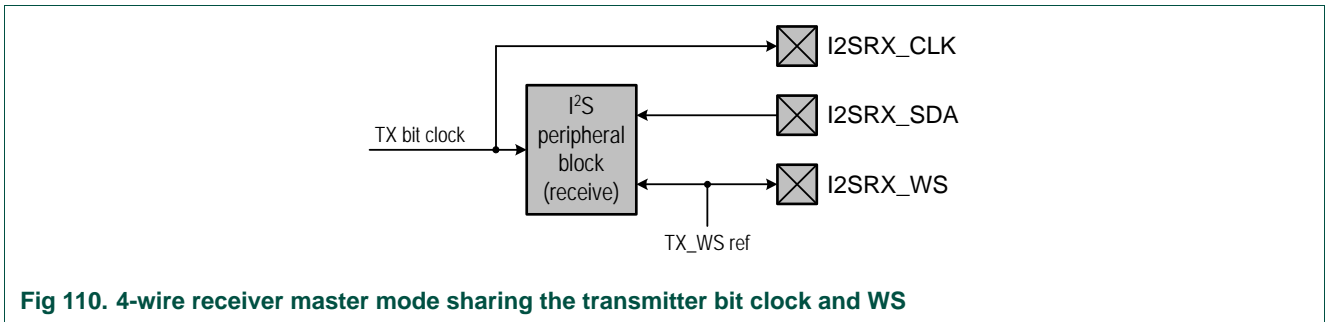 I2SRX_CLK
I²S
peripheral
block
(receive)
I2SRX_SDA
TX bit clock
I2SRX_WS
TX_WS ref
Fig 110. 4-wire receiver master mode sharing the transmitter bit clock and WS